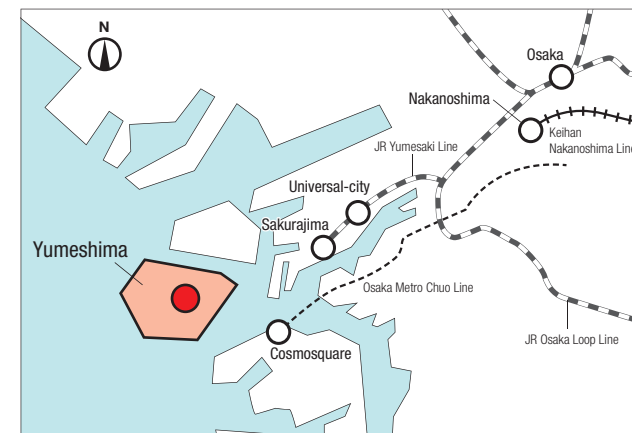 N
Osaka
Nakanoshima
Keihan
Nakanoshima Line
JR Yumesaki Line
Universal-city
Sakurajima
Yumeshima
Osaka Metro Chuo Line
Cosmosquare
JR Osaka Loop Line